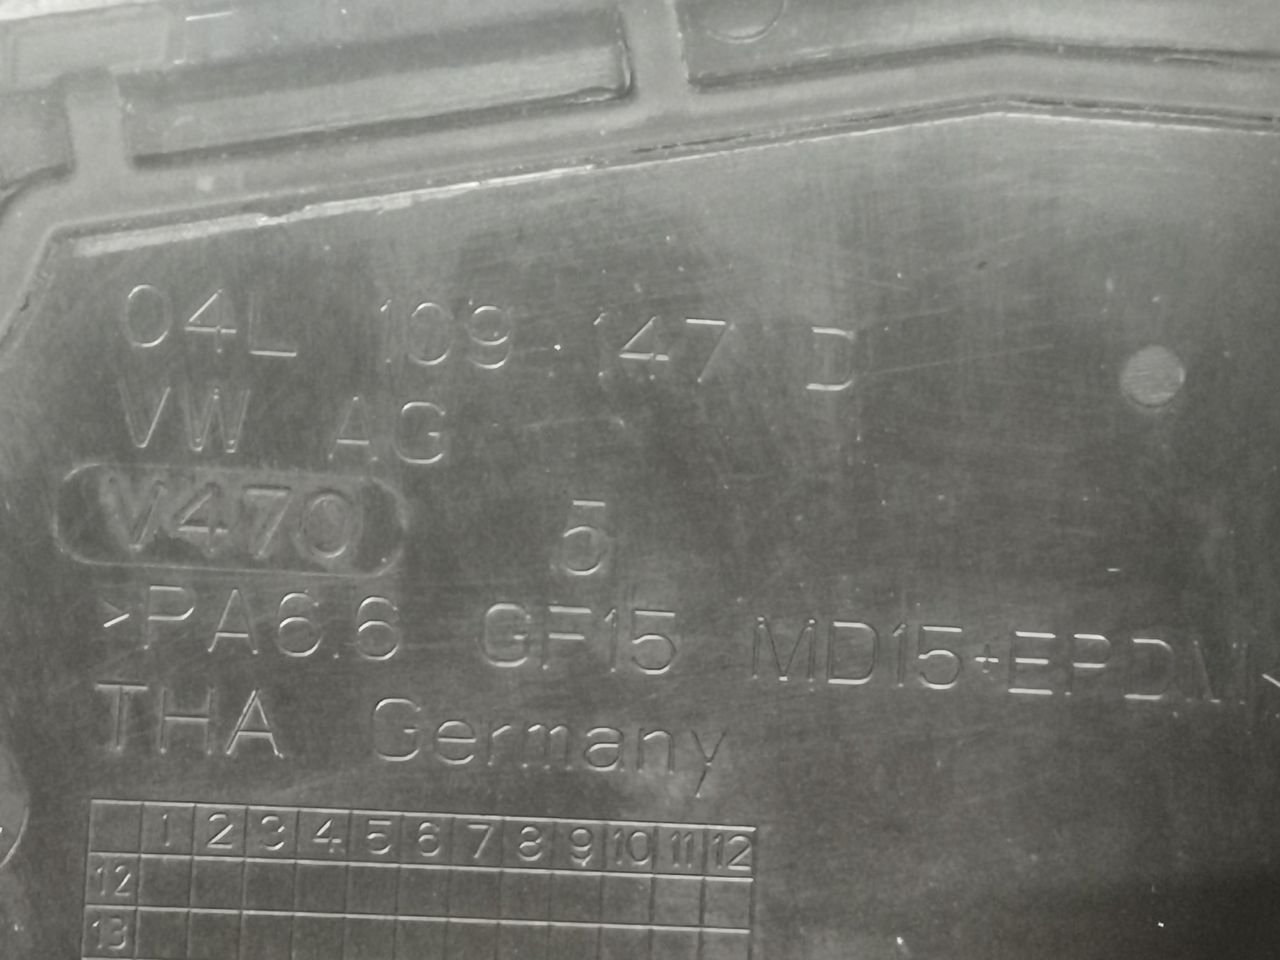 04L 109 147 D
VW AG
V470 5
>PA6.6 GF15 MD15+EPDM<
THA Germany
1 2 3 4 5 6 7 8 9 10 11 12
12
13